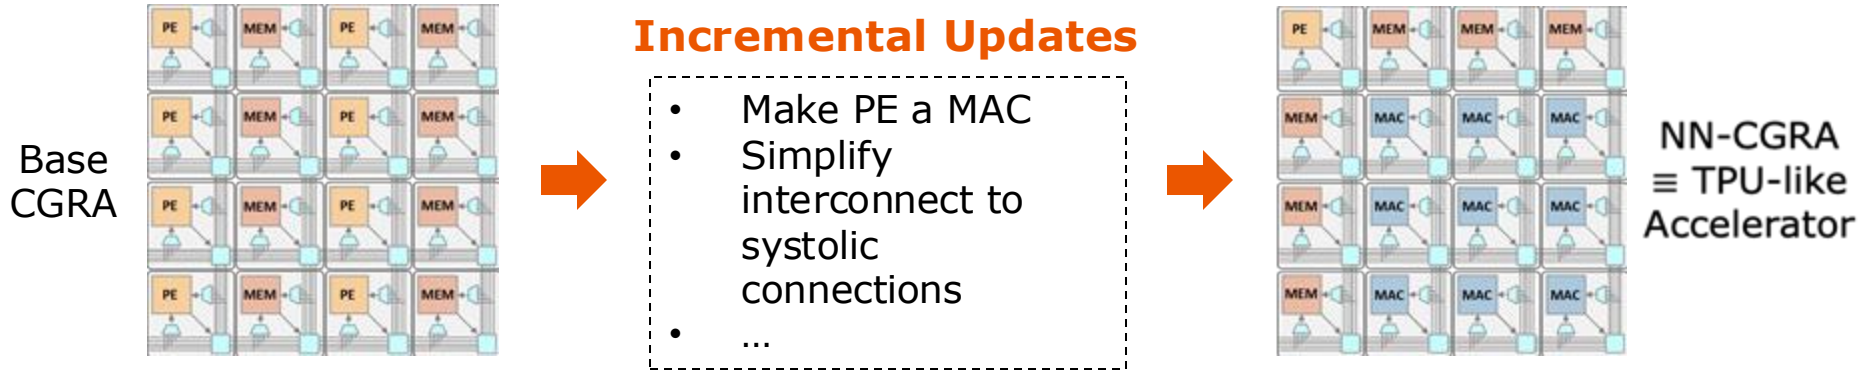 Base
CGRA
PE MEM PE MEM
PE MEM PE MEM
PE MEM PE MEM
PE MEM PE MEM
Incremental Updates
• Make PE a MAC
• Simplify
interconnect to
systolic
connections
• ...
PE MEM MEM MEM
MEM MAC MAC MAC
MEM MAC MAC MAC
MEM MAC MAC MAC
NN-CGRA
≡ TPU-like
Accelerator